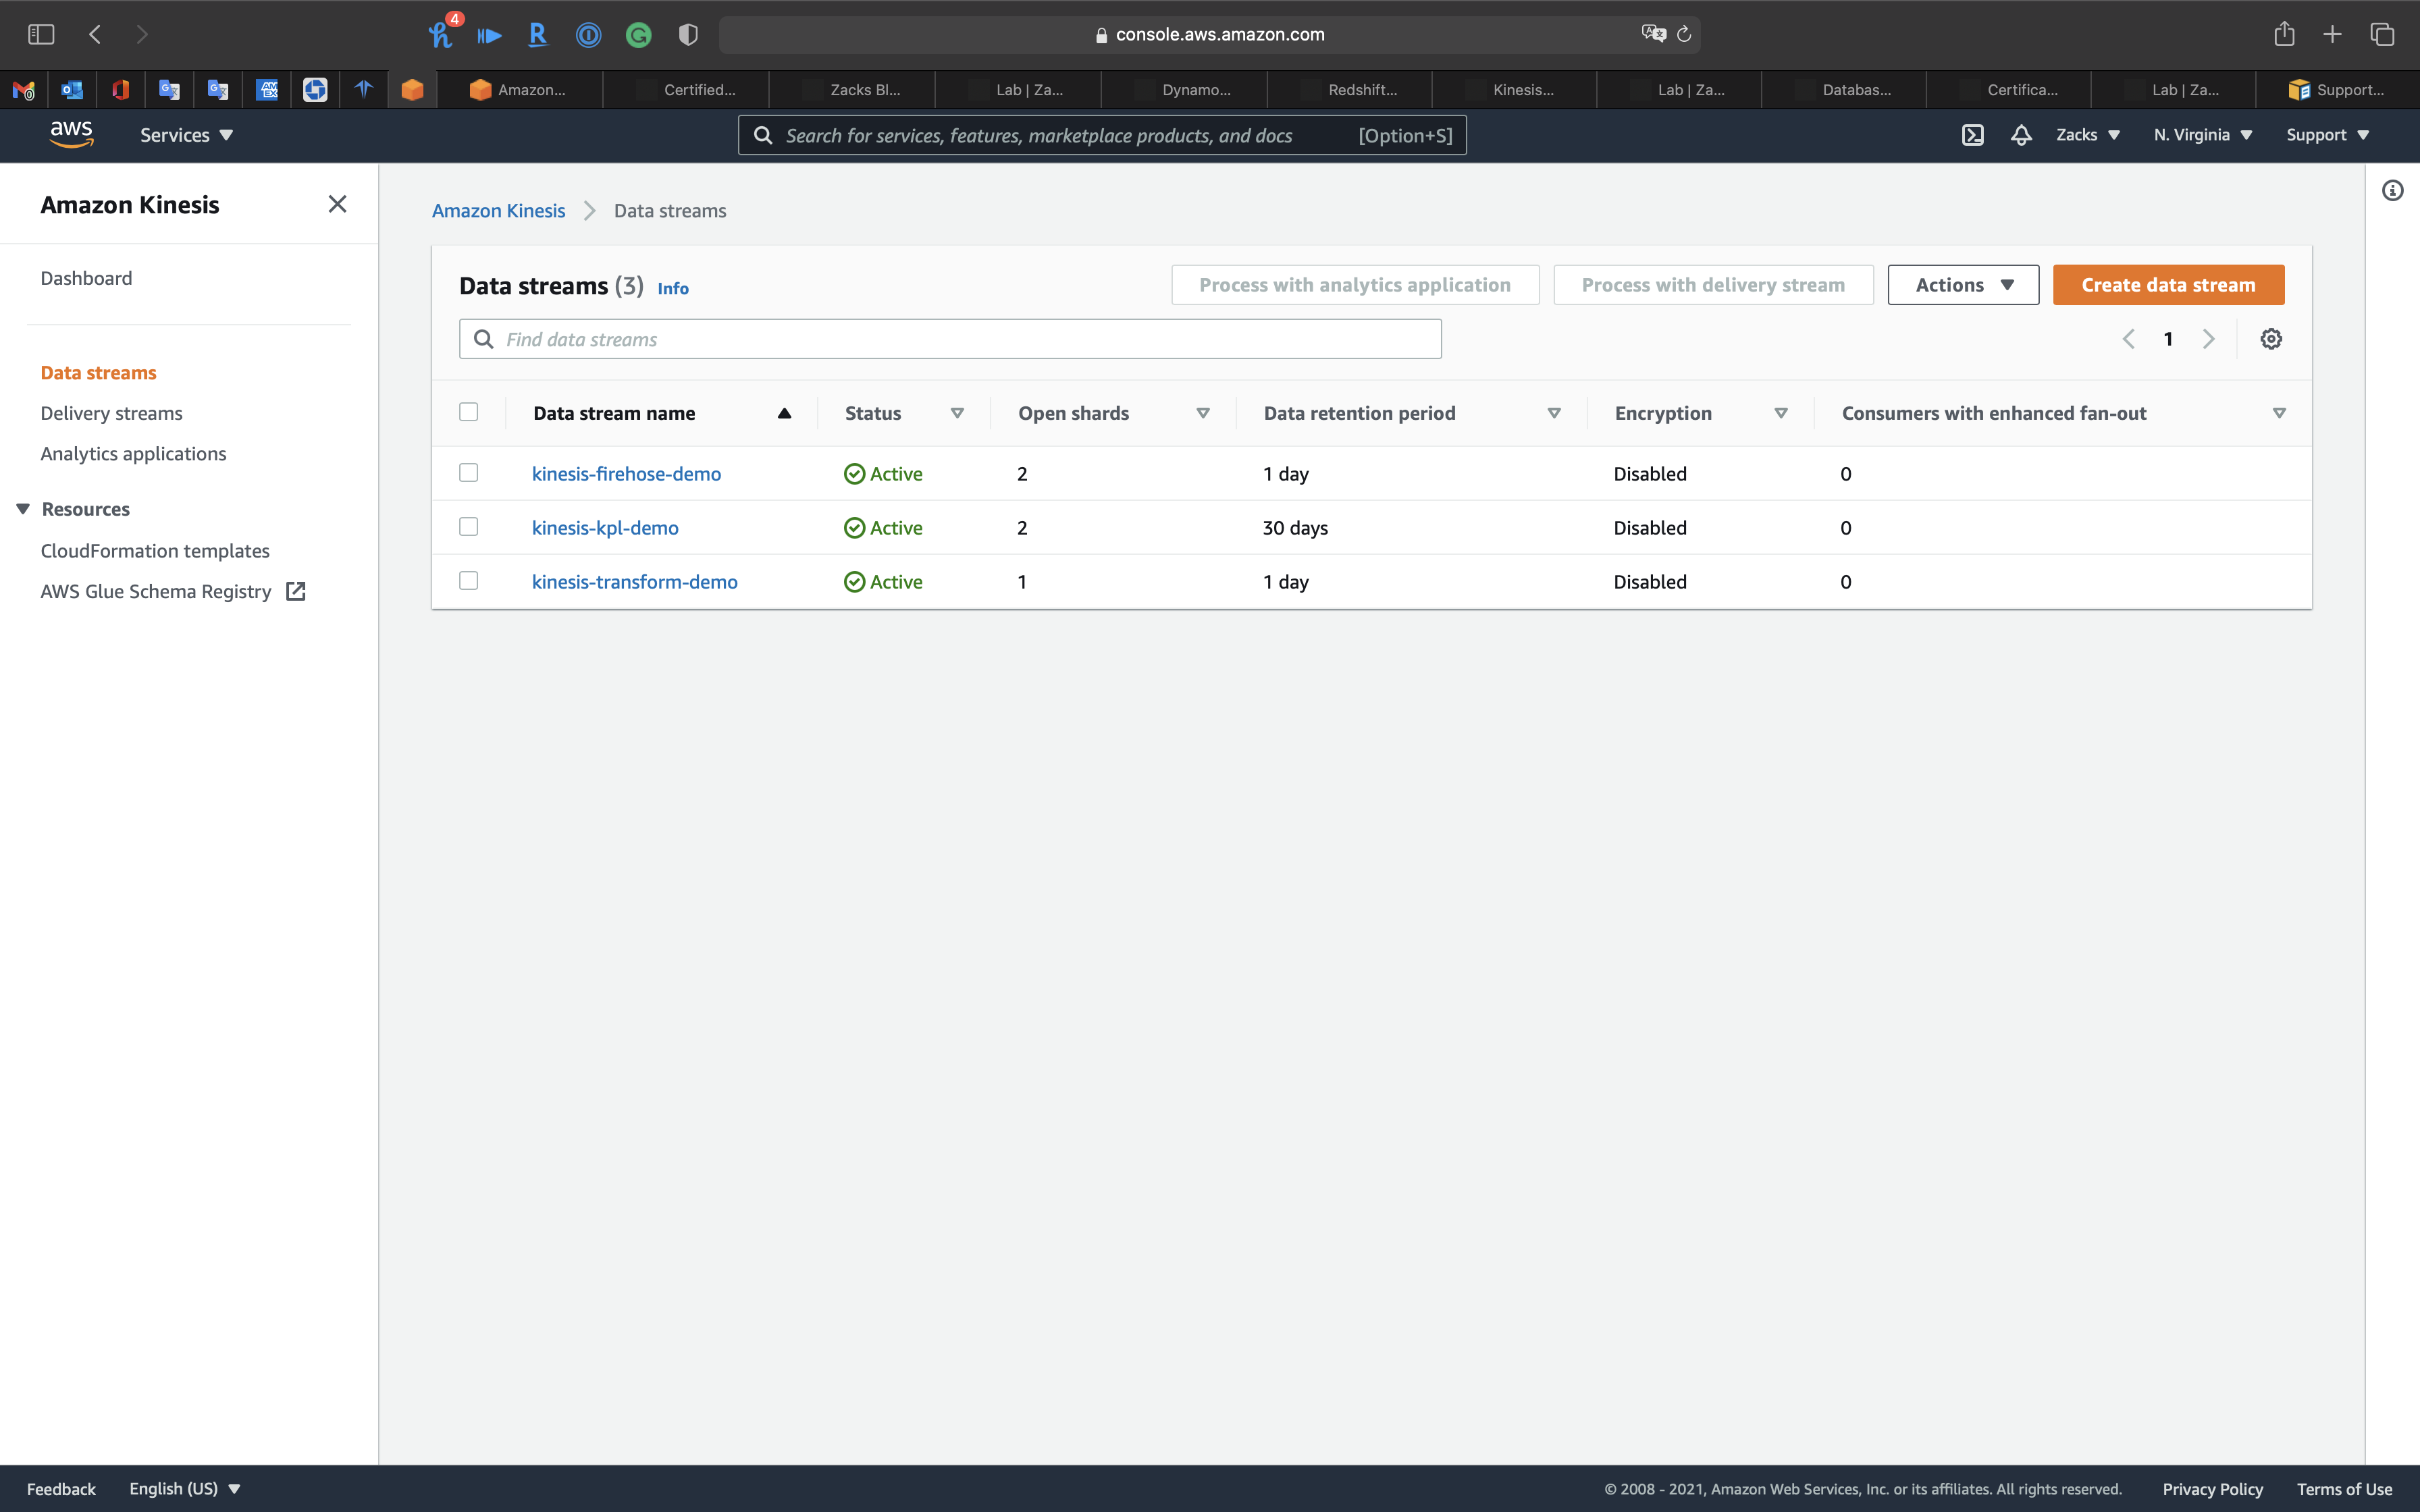 4
console.aws.amazon.com
Amazon...
Certified...
Zacks Bl...
Lab | Za...
Dynamo...
Redshift...
Kinesis...
Lab | Za...
Databas...
Certifica...
Lab | Za...
Support...
aws
Services
Search for services, features, marketplace products, and docs [Option+S]
Zacks
N. Virginia
Support
Amazon Kinesis
Dashboard
Data streams
Delivery streams
Analytics applications
Resources
CloudFormation templates
AWS Glue Schema Registry
Amazon Kinesis > Data streams
Data streams (3) Info
Process with analytics application
Process with delivery stream
Actions
Create data stream
Find data streams
1
Data stream name Status Open shards Data retention period Encryption Consumers with enhanced fan-out
kinesis-firehose-demo Active 2 1 day Disabled 0
kinesis-kpl-demo Active 2 30 days Disabled 0
kinesis-transform-demo Active 1 1 day Disabled 0
Feedback
English (US)
© 2008 - 2021, Amazon Web Services, Inc. or its affiliates. All rights reserved.
Privacy Policy
Terms of Use